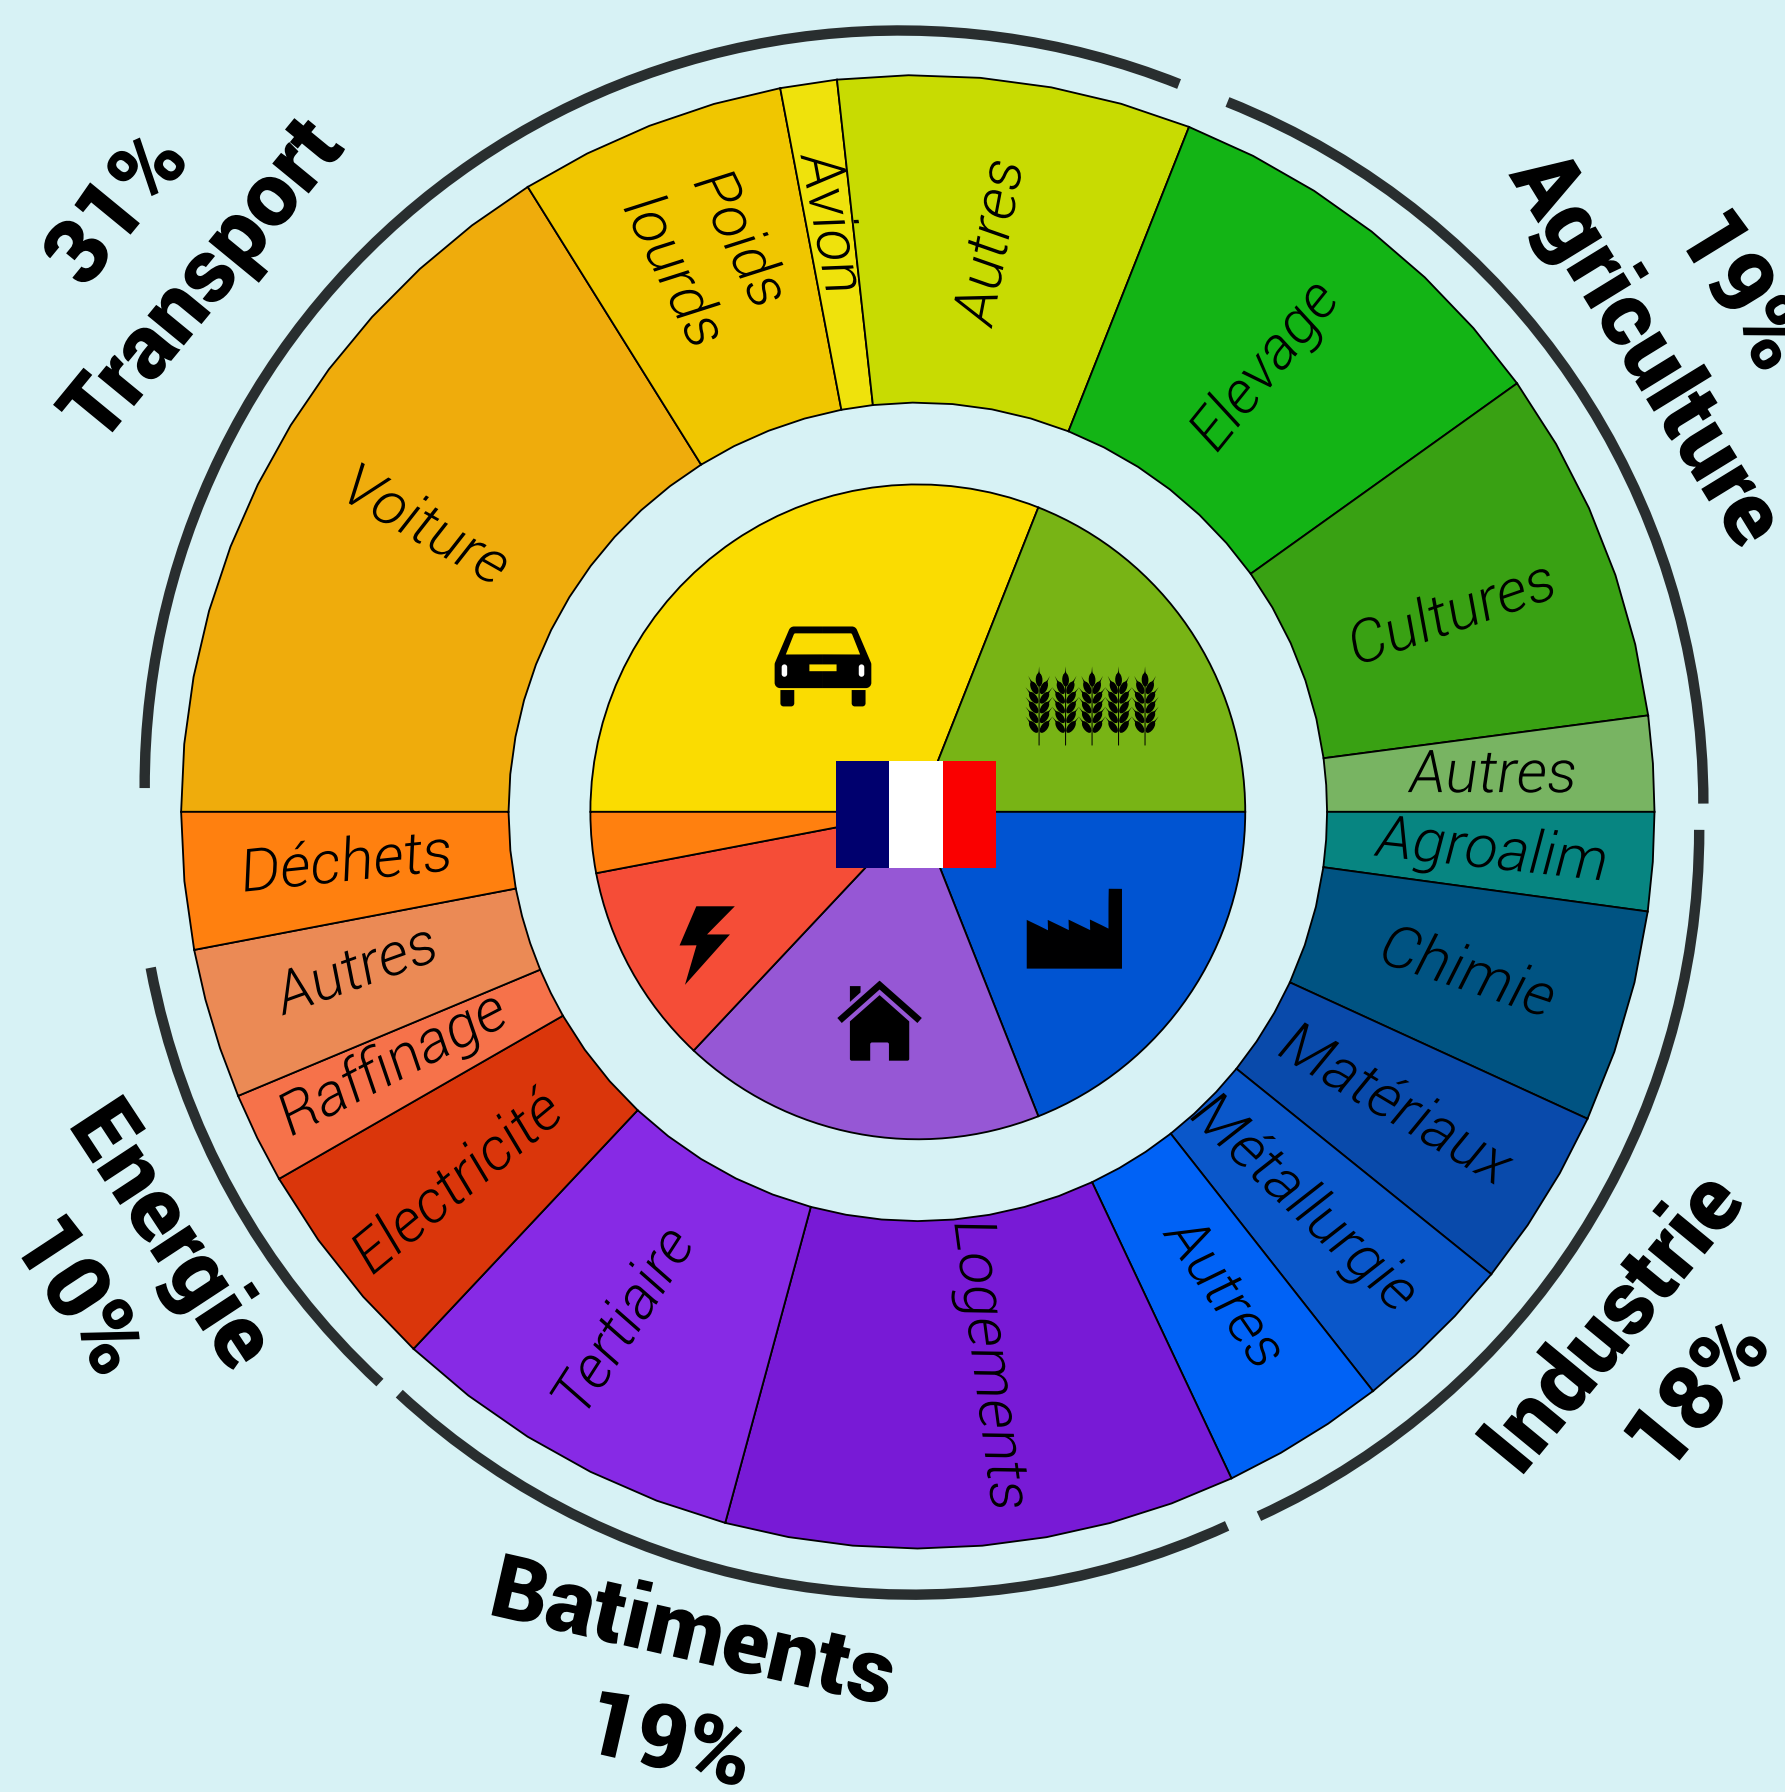 31%
Transport
Voiture
Poids
lourds
Avion
Autres
Agriculture
19%
Elevage
Cultures
Autres
Industrie
18%
Agroalim
Chimie
Matériaux
Métallurgie
Autres
Batiments
19%
Logements
Tertiaire
Energie
10%
Electricité
Raffinage
Autres
Déchets